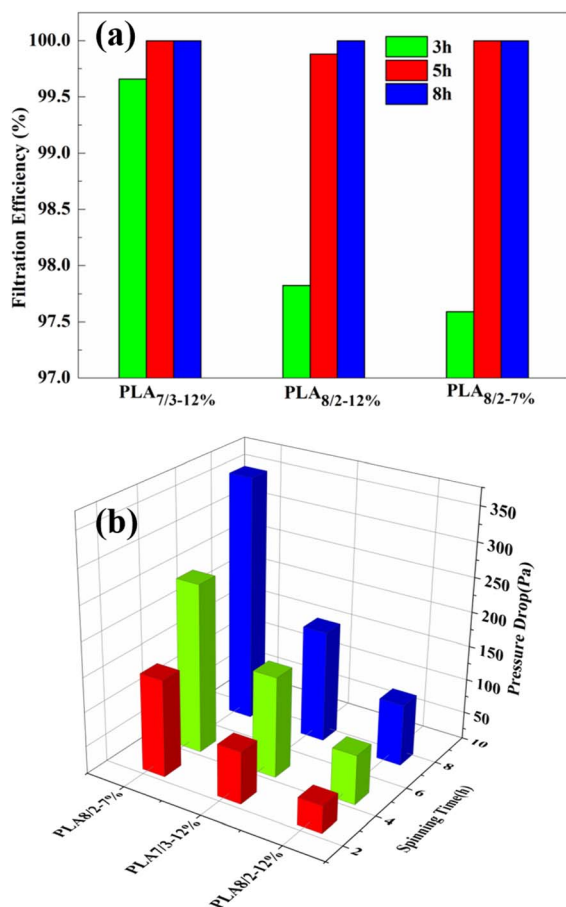 (a)
100.0
99.5
99.0
98.5
98.0
97.5
97.0
Filtration Efficiency (%)
3h
5h
8h
PLA7/3-12%
PLA8/2-12%
PLA8/2-7%
(b)
350
300
250
200
150
100
50
Pressure Drop(Pa)
10
8
6
4
2
Spinning Time(h)
PLA8/2-7%
PLA7/3-12%
PLA8/2-12%